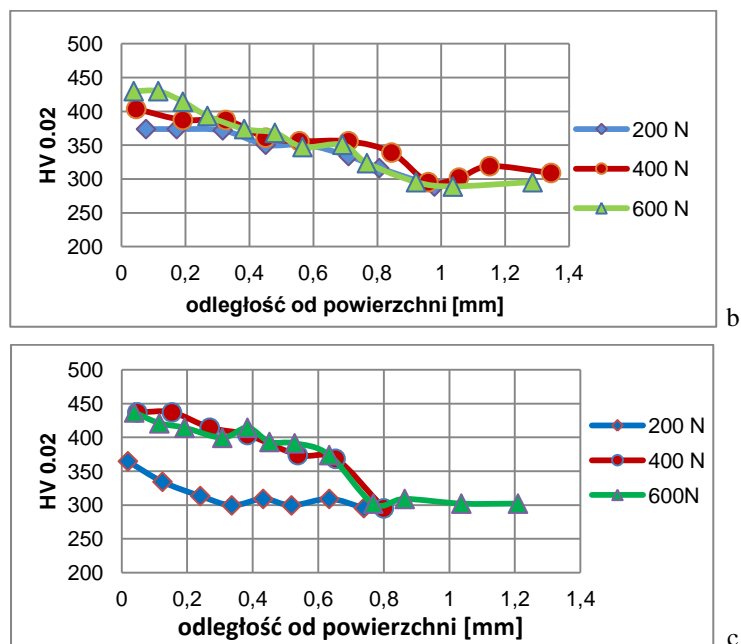 500
450
400
350
300
250
200
HV 0.02
0 0,2 0,4 0,6 0,8 1 1,2 1,4
odległość od powierzchni [mm]
200 N
400 N
600 N
b
500
450
400
350
300
250
200
HV 0.02
0 0,2 0,4 0,6 0,8 1 1,2 1,4
odległość od powierzchni [mm]
200 N
400 N
600N
c